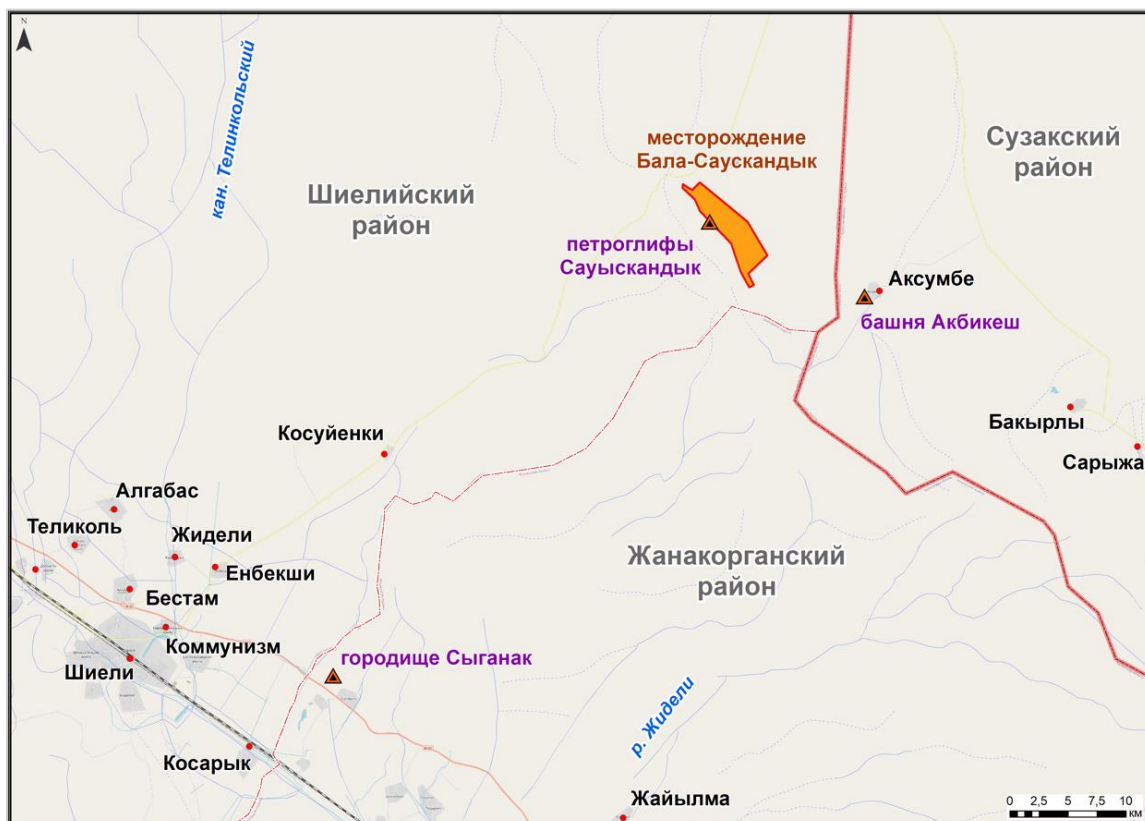 N
кан. Телинкольский
Шиелийский
район
месторождение
Бала-Саускандык
Сузакский
район
петроглифы
Сауыскандык
Аксумбе
башня Акбикеш
Бакырлы
Сарыжа
Косуйенки
Алгабас
Теликоль
Жидели
Енбекши
Бестам
Коммунизм
Шиели
Жанакорганский
район
городище Сыганак
р. Жидели
Косарык
Жайылма
0 2,5 5 7,5 10
км